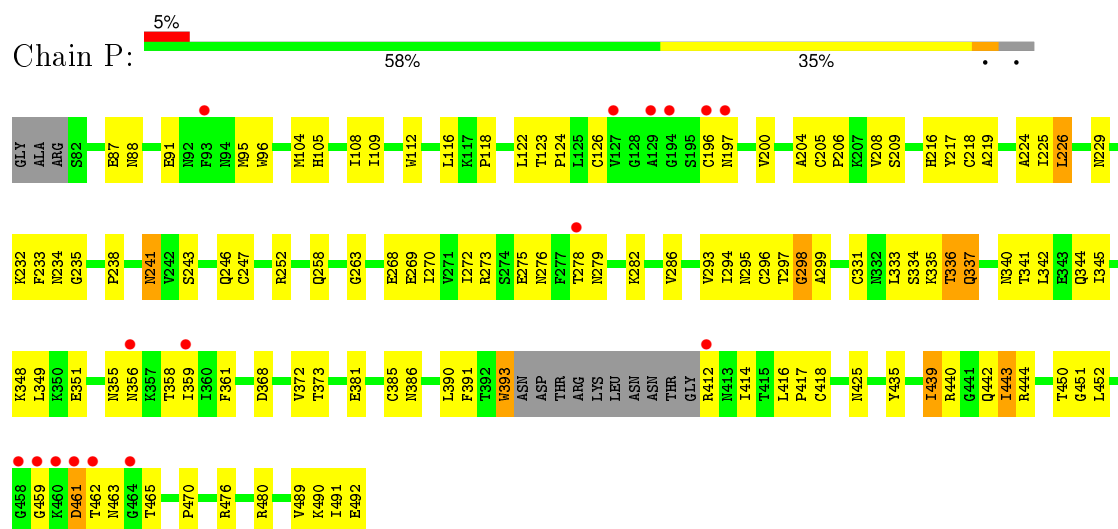 5%
Chain P:
58% 35% • •
GLY ALA ARG S82 E87 N88 E91 N92 F93 N94 M95 W96 M104 H105 I108 I109 W112 L116 K117 P118 L122 T123 P124 L125 C126 V127 G128 A129 G194 S195 C196 N197 V200 A204 C205 P206 K207 V208 S209 H216 Y217 C218 A219 A224 I225 L226 N229
K232 F233 N234 G235 P238 N241 V242 S243 Q246 C247 R252 Q258 G263 E268 E269 I270 V271 I272 R273 S274 E275 N276 F277 T278 N279 K282 V286 V293 I294 N295 C296 T297 G298 A299 C331 N332 L333 S334 K335 T336 Q337 N340 T341 L342 E343 Q344 I345
K348 L349 K350 E351 N355 N356 K357 T358 I359 I360 F361 D368 V372 T373 E381 C385 N386 L390 F391 T392 W393 ASN ASP THR ARG LYS LEU ASN ASN THR GLY R412 N413 I414 T415 L416 P417 C418 N425 Y435 I439 R440 G441 Q442 I443 R444 T450 G451 L452
G458 G459 K460 D461 T462 N463 G464 T465 P470 R476 R480 V489 K490 I491 E492